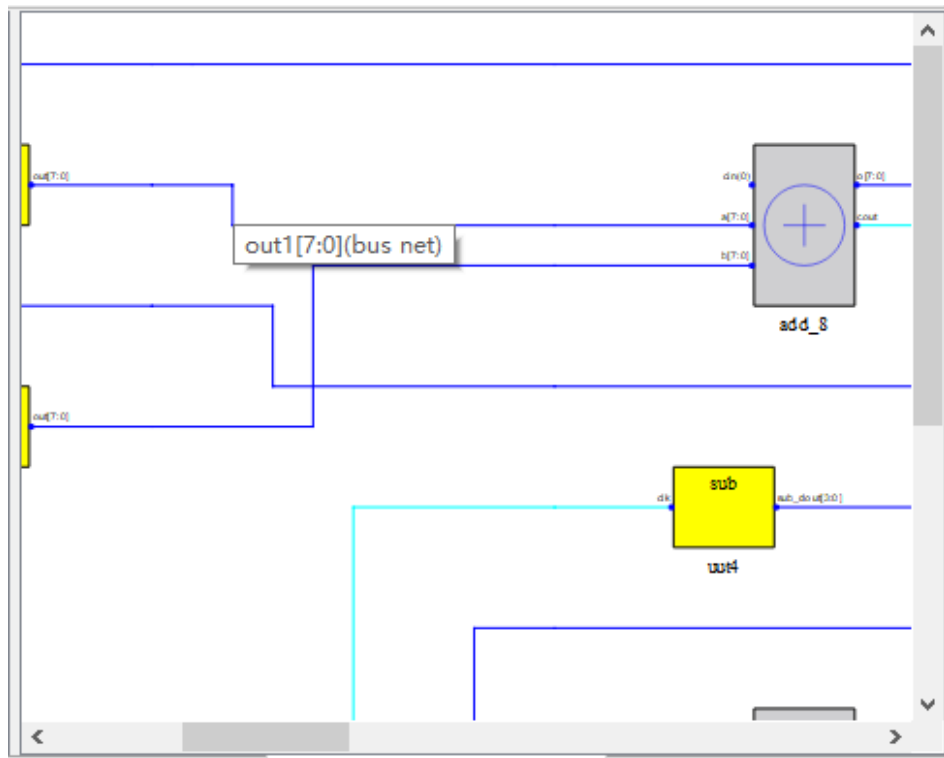 out[7:0]
cin(0)
o[7:0]
a[7:0]
cout
out1[7:0](bus net)
b[7:0]
add_8
out[7:0]
sub
clk
sub_dout[3:0]
uut4